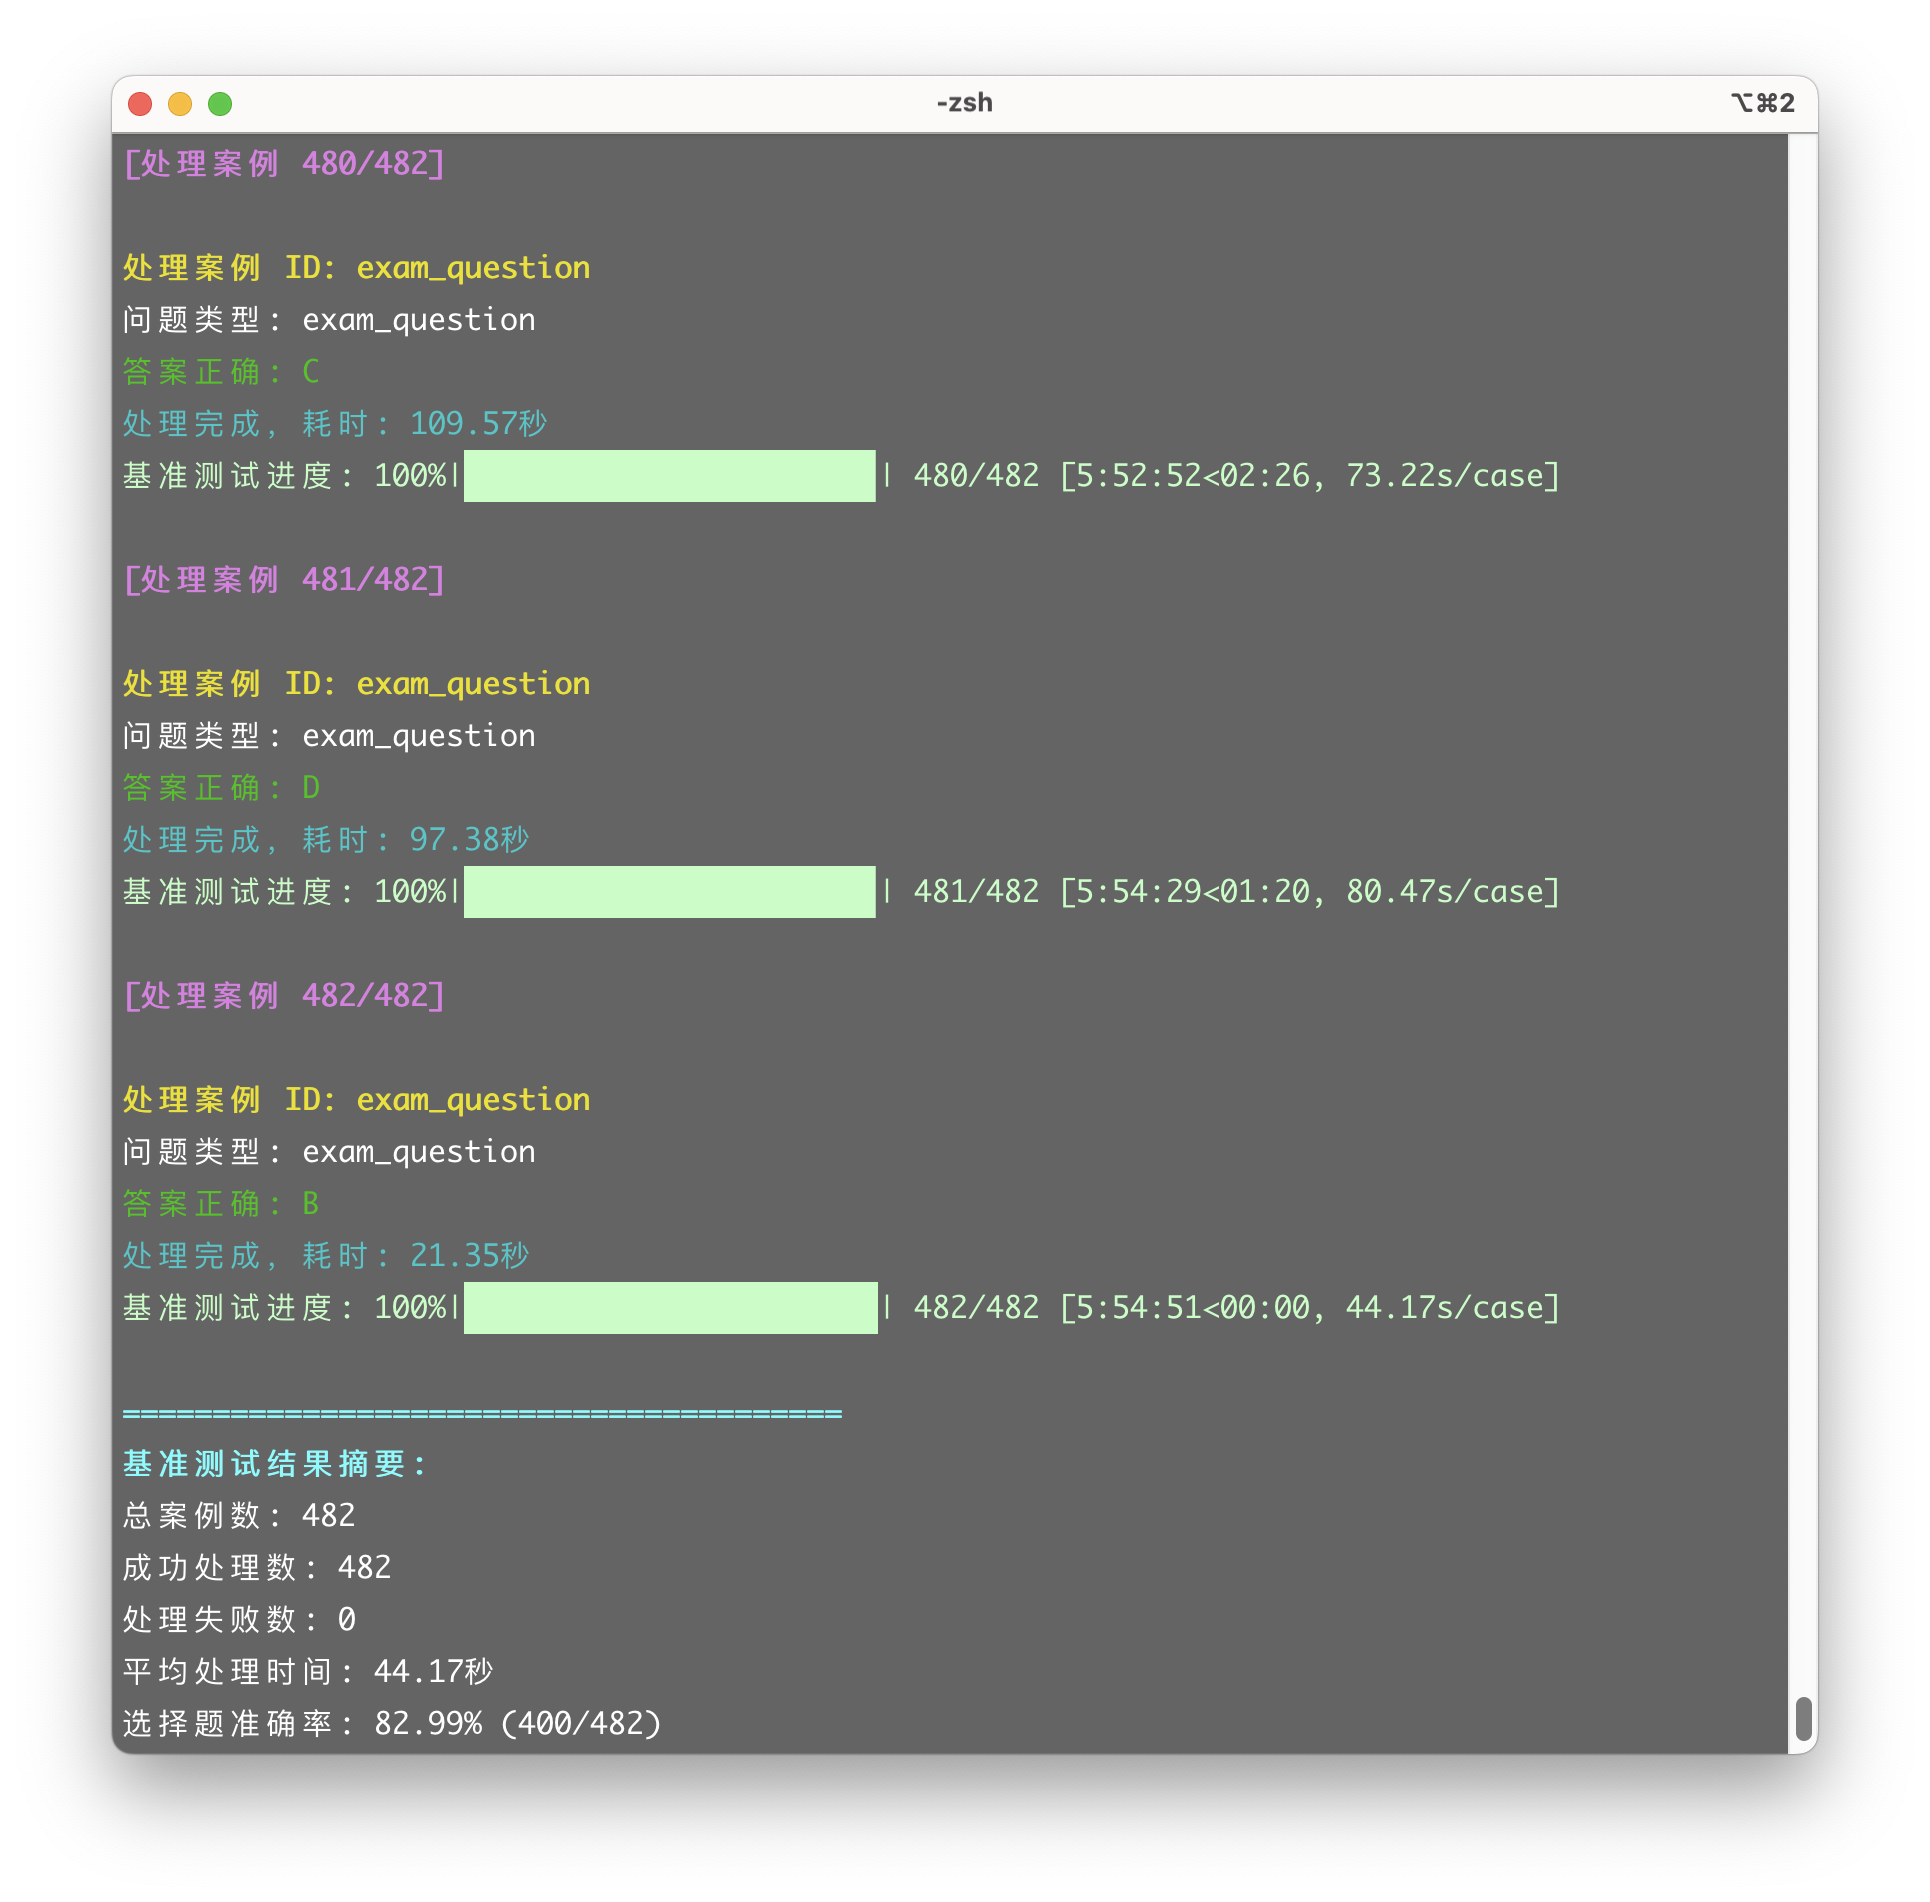 -zsh
⌥⌘2
[处理案例 480/482]
处理案例 ID: exam_question
问题类型: exam_question
答案正确: C
处理完成, 耗时: 109.57秒
基准测试进度: 100%| | 480/482 [5:52:52<02:26, 73.22s/case]
[处理案例 481/482]
处理案例 ID: exam_question
问题类型: exam_question
答案正确: D
处理完成, 耗时: 97.38秒
基准测试进度: 100%| | 481/482 [5:54:29<01:20, 80.47s/case]
[处理案例 482/482]
处理案例 ID: exam_question
问题类型: exam_question
答案正确: B
处理完成, 耗时: 21.35秒
基准测试进度: 100%| | 482/482 [5:54:51<00:00, 44.17s/case]
========================================
基准测试结果摘要:
总案例数: 482
成功处理数: 482
处理失败数: 0
平均处理时间: 44.17秒
选择题准确率: 82.99% (400/482)